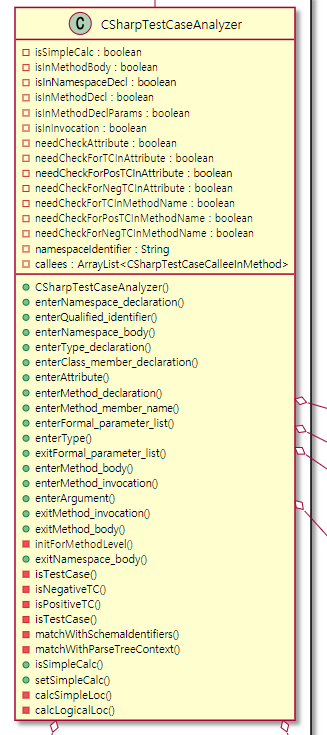 C CSharpTestCaseAnalyzer
isSimpleCalc : boolean
isInMethodBody : boolean
isInNamespaceDecl : boolean
isInMethodDecl : boolean
isInMethodDeclParams : boolean
isInInvocation : boolean
needCheckAttribute : boolean
needCheckForTCInAttribute : boolean
needCheckForPosTCInAttribute : boolean
needCheckForNegTCInAttribute : boolean
needCheckForTCInMethodName : boolean
needCheckForPosTCInMethodName : boolean
needCheckForNegTCInMethodName : boolean
namespaceIdentifier : String
callees : ArrayList<CSharpTestCaseCalleeInMethod>
CSharpTestCaseAnalyzer()
enterNamespace_declaration()
enterQualified_identifier()
enterNamespace_body()
enterType_declaration()
enterClass_member_declaration()
enterAttribute()
enterMethod_declaration()
enterMethod_member_name()
enterFormal_parameter_list()
enterType()
exitFormal_parameter_list()
enterMethod_body()
enterMethod_invocation()
enterArgument()
exitMethod_invocation()
exitMethod_body()
initForMethodLevel()
exitNamespace_body()
isTestCase()
isNegativeTC()
isPositiveTC()
isTestCase()
matchWithSchemaIdentifiers()
matchWithParseTreeContext()
isSimpleCalc()
setSimpleCalc()
calcSimpleLoc()
calcLogicalLoc()